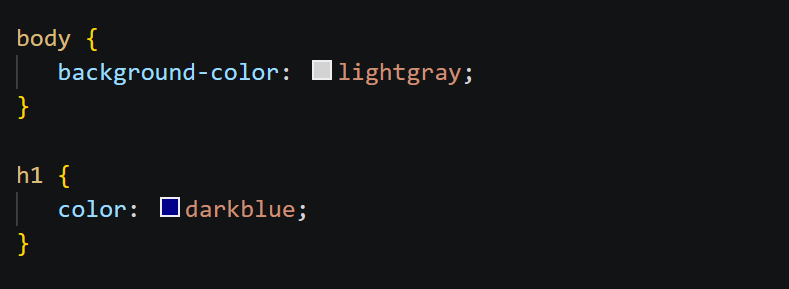 body {
background-color: lightgray;
}
h1 {
color: darkblue;
}